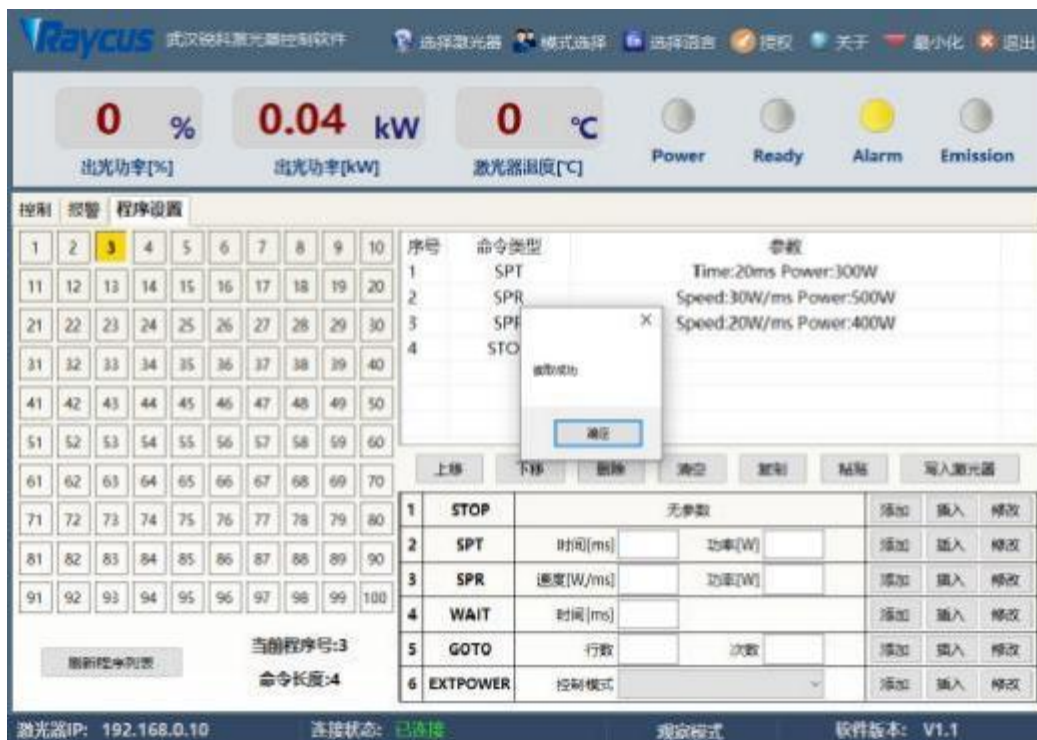 Raycus 武汉锐科激光器控制软件 选择激光器 模式选择 选择语言 授权 关于 最小化 退出
0 % 0.04 kW 0 ℃
出光功率[%] 出光功率[kW] 激光器温度[℃] Power Ready Alarm Emission
控制 报警 程序设置
1 2 3 4 5 6 7 8 9 10
11 12 13 14 15 16 17 18 19 20
21 22 23 24 25 26 27 28 29 30
31 32 33 34 35 36 37 38 39 40
41 42 43 44 45 46 47 48 49 50
51 52 53 54 55 56 57 58 59 60
61 62 63 64 65 66 67 68 69 70
71 72 73 74 75 76 77 78 79 80
81 82 83 84 85 86 87 88 89 90
91 92 93 94 95 96 97 98 99 100
刷新程序列表
当前程序号:3
命令长度:4
序号 命令类型 参数
1 SPT Time:20ms Power:300W
2 SPR Speed:30W/ms Power:500W
3 SPR Speed:20W/ms Power:400W
4 STO
读取成功
确定
上移 下移 删除 清空 复制 粘贴 写入激光器
1 STOP 无参数 添加 插入 修改
2 SPT 时间[ms] 功率[W] 添加 插入 修改
3 SPR 速度[W/ms] 功率[W] 添加 插入 修改
4 WAIT 时间[ms] 添加 插入 修改
5 GOTO 行数 次数 添加 插入 修改
6 EXTPOWER 控制模式 添加 插入 修改
激光器IP: 192.168.0.10 连接状态: 已连接 观察模式 软件版本: V1.1